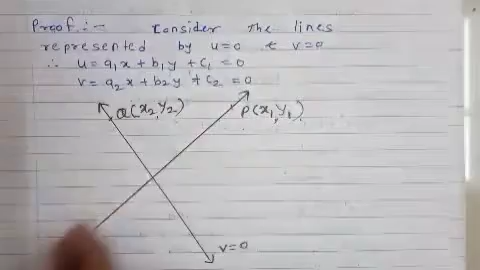 Proof :- Consider the lines
represented by u=0 & v=0
∴ u = a₁x + b₁y + c₁ = 0
v = a₂x + b₂y + c₂ = 0
Q(x₂,y₂) P(x₁,y₁)
v=0